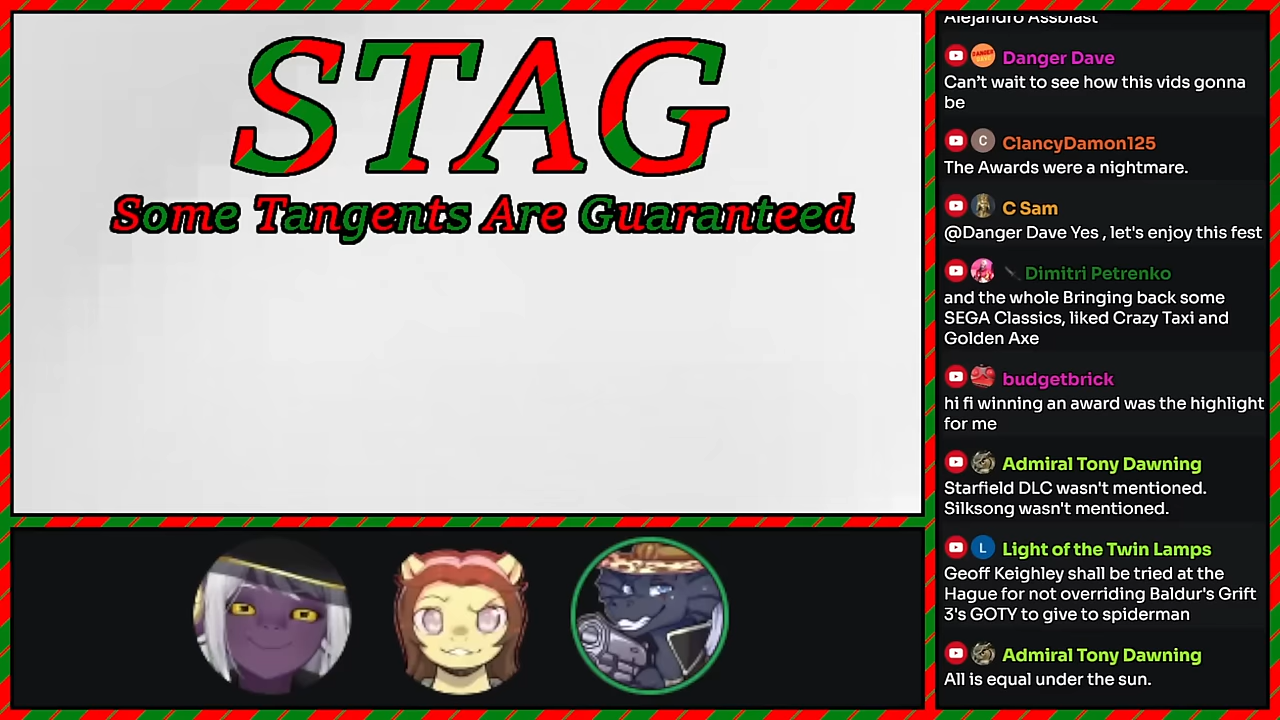 STAG
Some Tangents Are Guaranteed
Alejandro Assblast
Danger Dave
Can't wait to see how this vids gonna
be
C ClancyDamon125
The Awards were a nightmare.
C Sam
@Danger Dave Yes , let's enjoy this fest
Dimitri Petrenko
and the whole Bringing back some
SEGA Classics, liked Crazy Taxi and
Golden Axe
budgetbrick
hi fi winning an award was the highlight
for me
Admiral Tony Dawning
Starfield DLC wasn't mentioned.
Silksong wasn't mentioned.
L Light of the Twin Lamps
Geoff Keighley shall be tried at the
Hague for not overriding Baldur's Grift
3's GOTY to give to spiderman
Admiral Tony Dawning
All is equal under the sun.